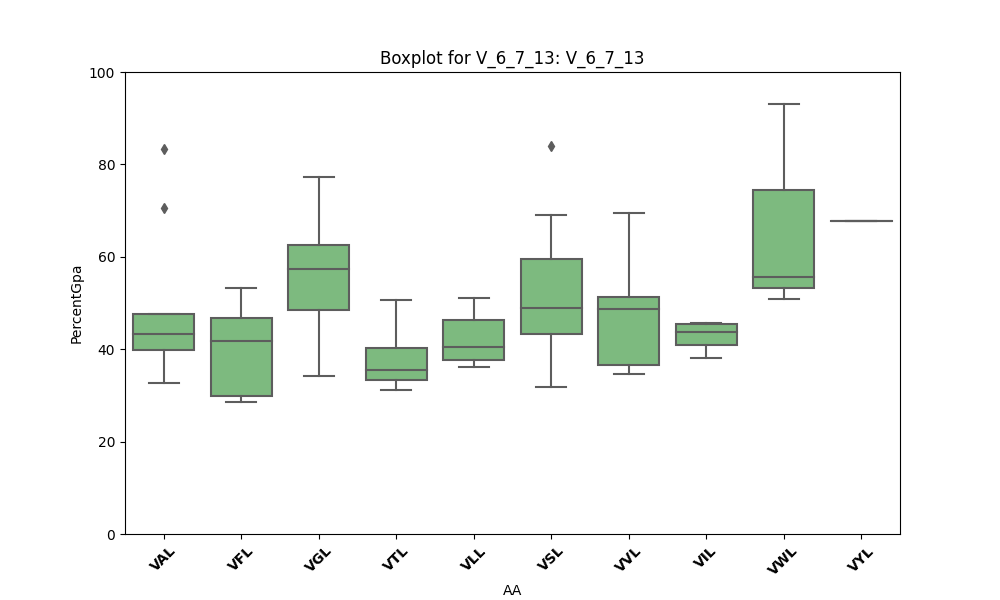 Boxplot for V_6_7_13: V_6_7_13
100
80
60
40
20
0
PercentGpa
VAL
VFL
VGL
VTL
VLL
VSL
VVL
VIL
VWL
VYL
AA